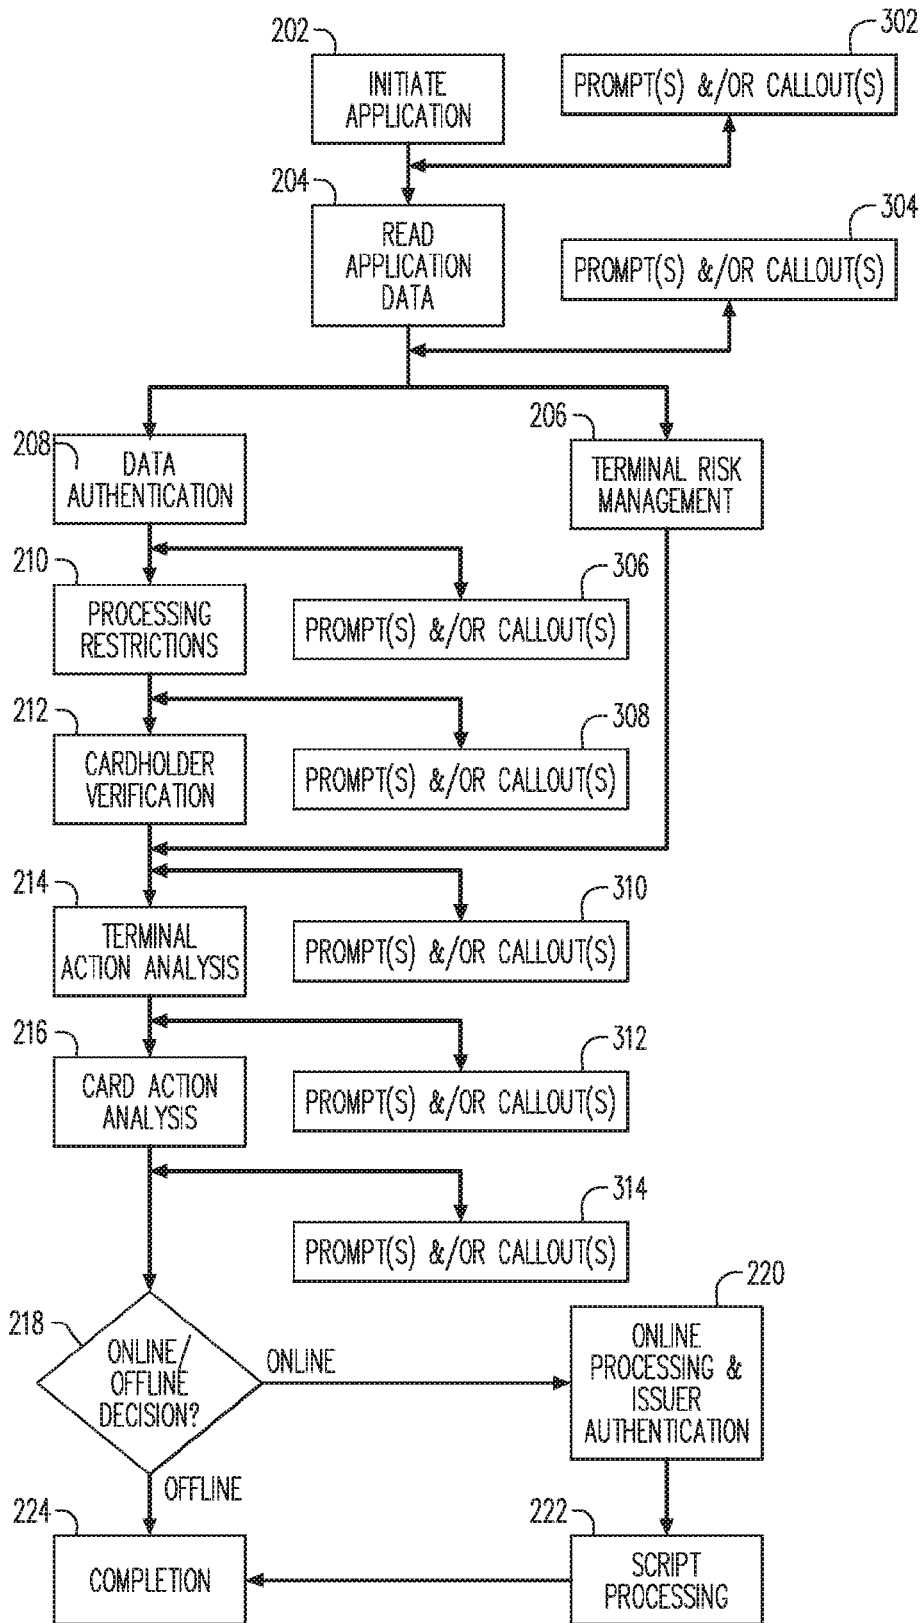 202
INITIATE
APPLICATION
302
PROMPT(S) &/OR CALLOUT(S)
204
READ
APPLICATION
DATA
304
PROMPT(S) &/OR CALLOUT(S)
208
DATA
AUTHENTICATION
206
TERMINAL RISK
MANAGEMENT
210
PROCESSING
RESTRICTIONS
306
PROMPT(S) &/OR CALLOUT(S)
212
CARDHOLDER
VERIFICATION
308
PROMPT(S) &/OR CALLOUT(S)
214
TERMINAL
ACTION ANALYSIS
310
PROMPT(S) &/OR CALLOUT(S)
216
CARD ACTION
ANALYSIS
312
PROMPT(S) &/OR CALLOUT(S)
314
PROMPT(S) &/OR CALLOUT(S)
218
ONLINE/
OFFLINE
DECISION?
ONLINE
OFFLINE
220
ONLINE
PROCESSING &
ISSUER
AUTHENTICATION
224
COMPLETION
222
SCRIPT
PROCESSING